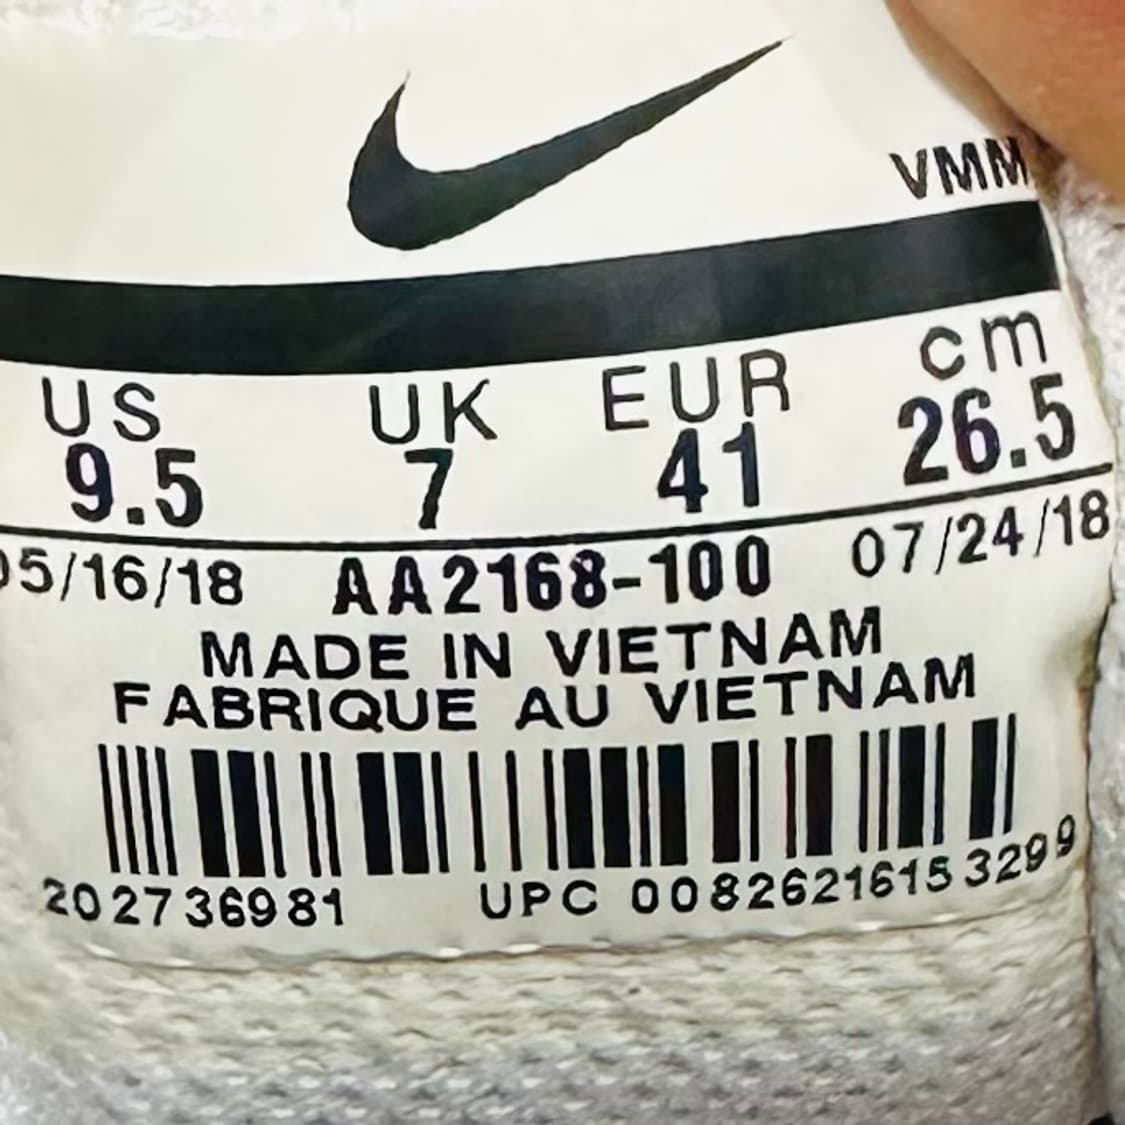 VMM
US UK EUR cm
9.5 7 41 26.5
05/16/18 AA2168-100 07/24/18
MADE IN VIETNAM
FABRIQUE AU VIETNAM
202736981 UPC 00826216153299